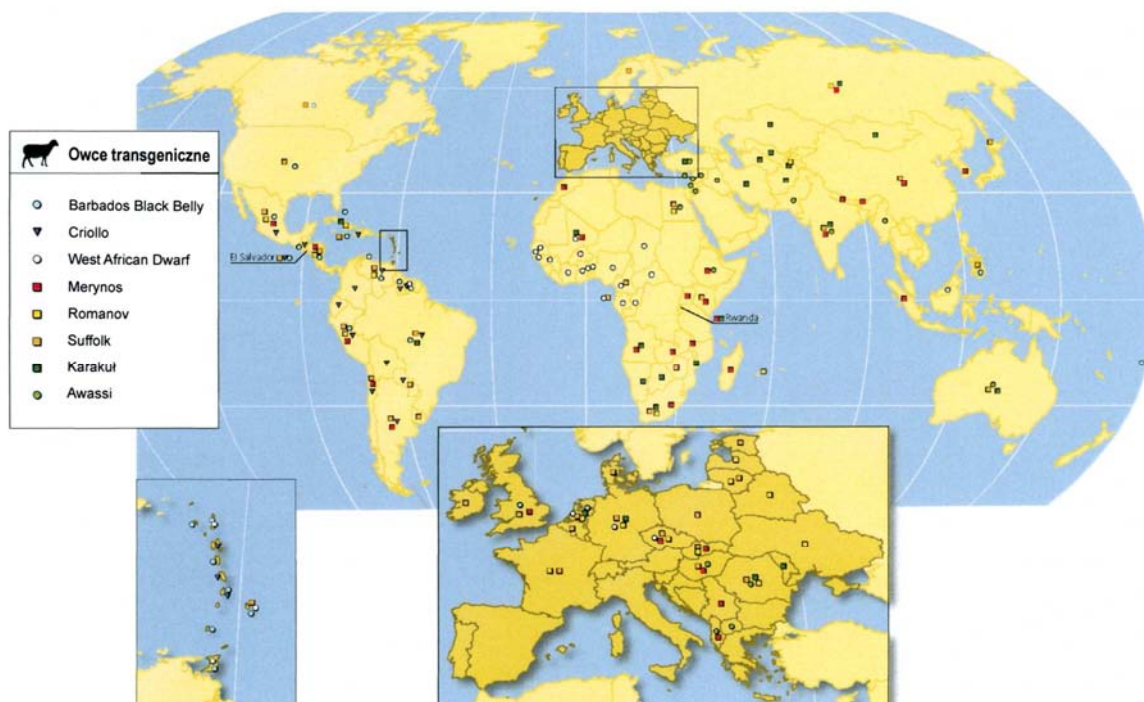 Owce transgeniczne
Barbados Black Belly
Criollo
West African Dwarf
Merynos
Romanov
Suffolk
Karakuł
Awassi
El Salvador
Rwanda